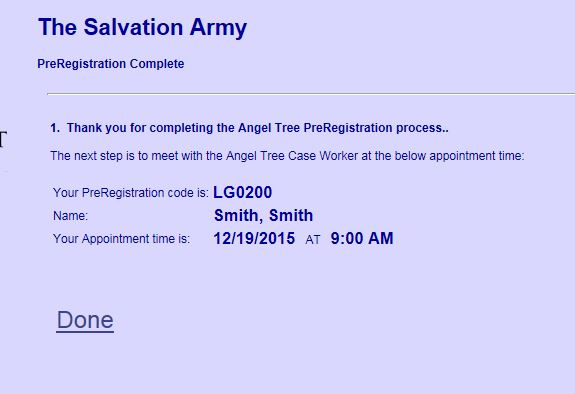 The Salvation Army
PreRegistration Complete
1. Thank you for completing the Angel Tree PreRegistration process..
The next step is to meet with the Angel Tree Case Worker at the below appointment time:
Your PreRegistration code is: LG0200
Name: Smith, Smith
Your Appointment time is: 12/19/2015 AT 9:00 AM
Done